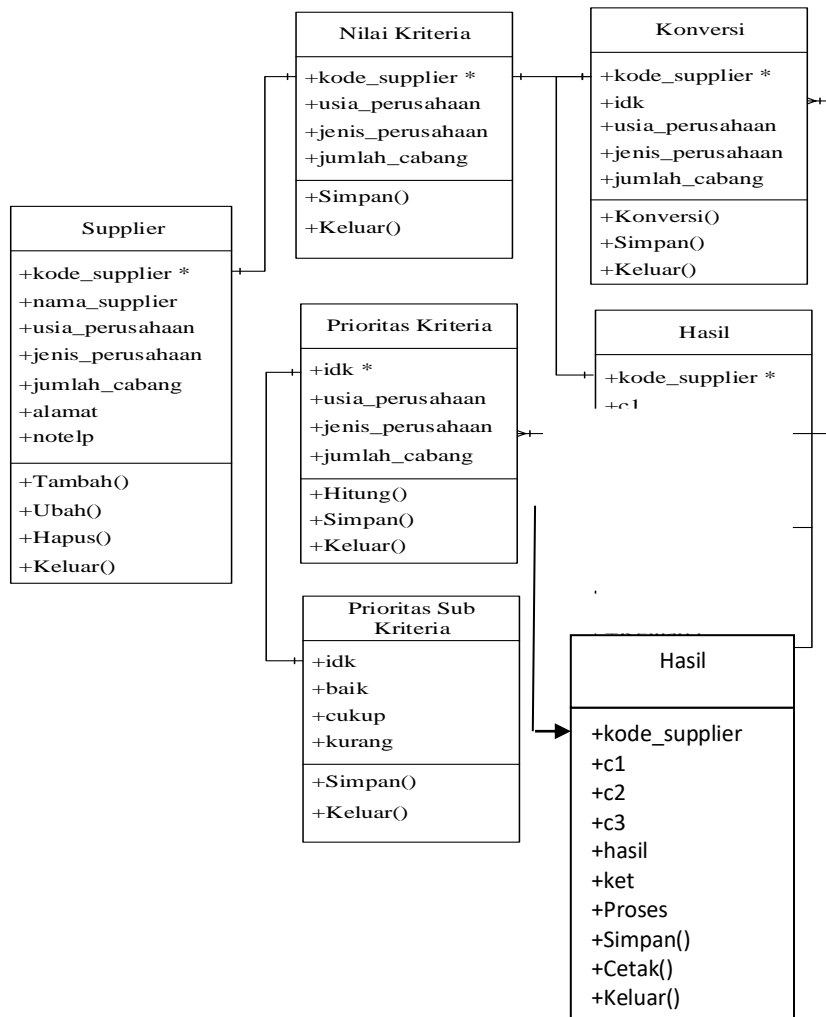 Nilai Kriteria
+kode_supplier *
+usia_perusahaan
+jenis_perusahaan
+jumlah_cabang
+Simpan()
+Keluar()
Konversi
+kode_supplier *
+idk
+usia_perusahaan
+jenis_perusahaan
+jumlah_cabang
+Konversi()
+Simpan()
+Keluar()
Supplier
+kode_supplier *
+nama_supplier
+usia_perusahaan
+jenis_perusahaan
+jumlah_cabang
+alamat
+notelp
+Tambah()
+Ubah()
+Hapus()
+Keluar()
Prioritas Kriteria
+idk *
+usia_perusahaan
+jenis_perusahaan
+jumlah_cabang
+Hitung()
+Simpan()
+Keluar()
Hasil
+kode_supplier *
+c1
Prioritas Sub
Kriteria
+idk
+baik
+cukup
+kurang
+Simpan()
+Keluar()
Hasil
+kode_supplier
+c1
+c2
+c3
+hasil
+ket
+Proses
+Simpan()
+Cetak()
+Keluar()